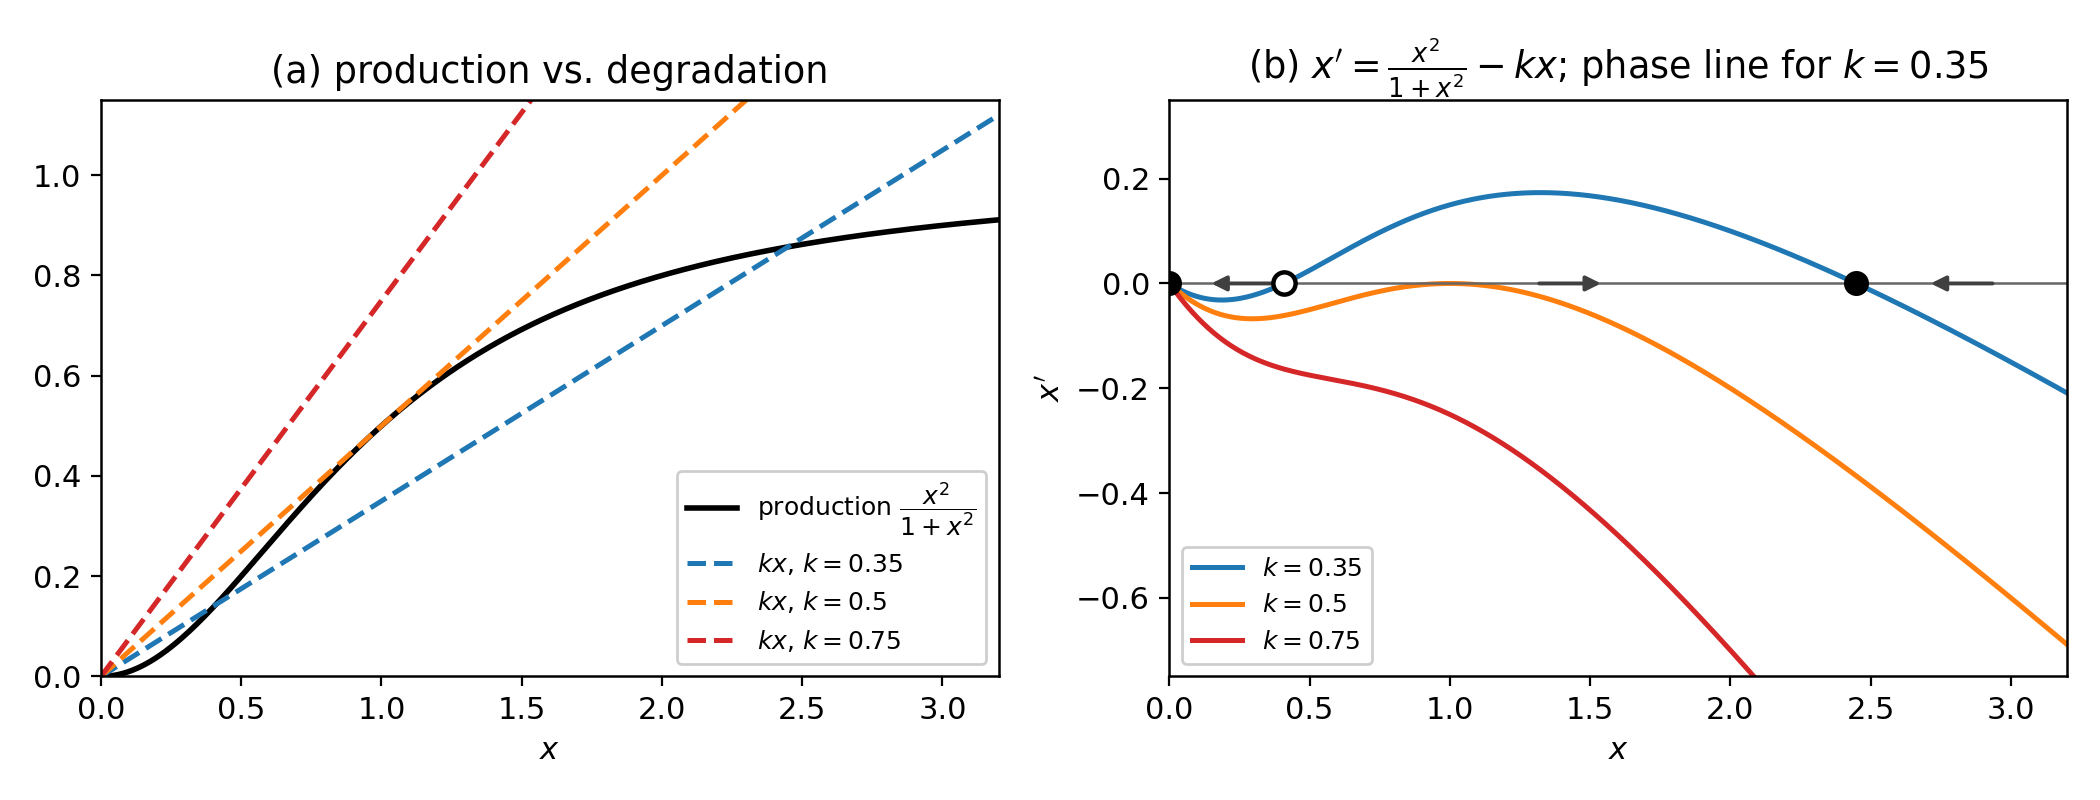 (a) production vs. degradation
1.0
0.8
0.6
0.4
0.2
0.0
0.0 0.5 1.0 1.5 2.0 2.5 3.0
x
production x²/(1 + x²)
kx, k = 0.35
kx, k = 0.5
kx, k = 0.75
(b) x′ = x²/(1 + x²) − kx; phase line for k = 0.35
x′
0.2
0.0
−0.2
−0.4
−0.6
0.0 0.5 1.0 1.5 2.0 2.5 3.0
x
k = 0.35
k = 0.5
k = 0.75